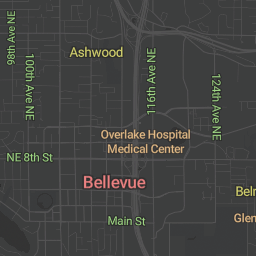 98th Ave NE
100th Ave NE
Ashwood
116th Ave NE
124th Ave NE
Overlake Hospital
Medical Center
NE 8th St
Bellevue
Main St